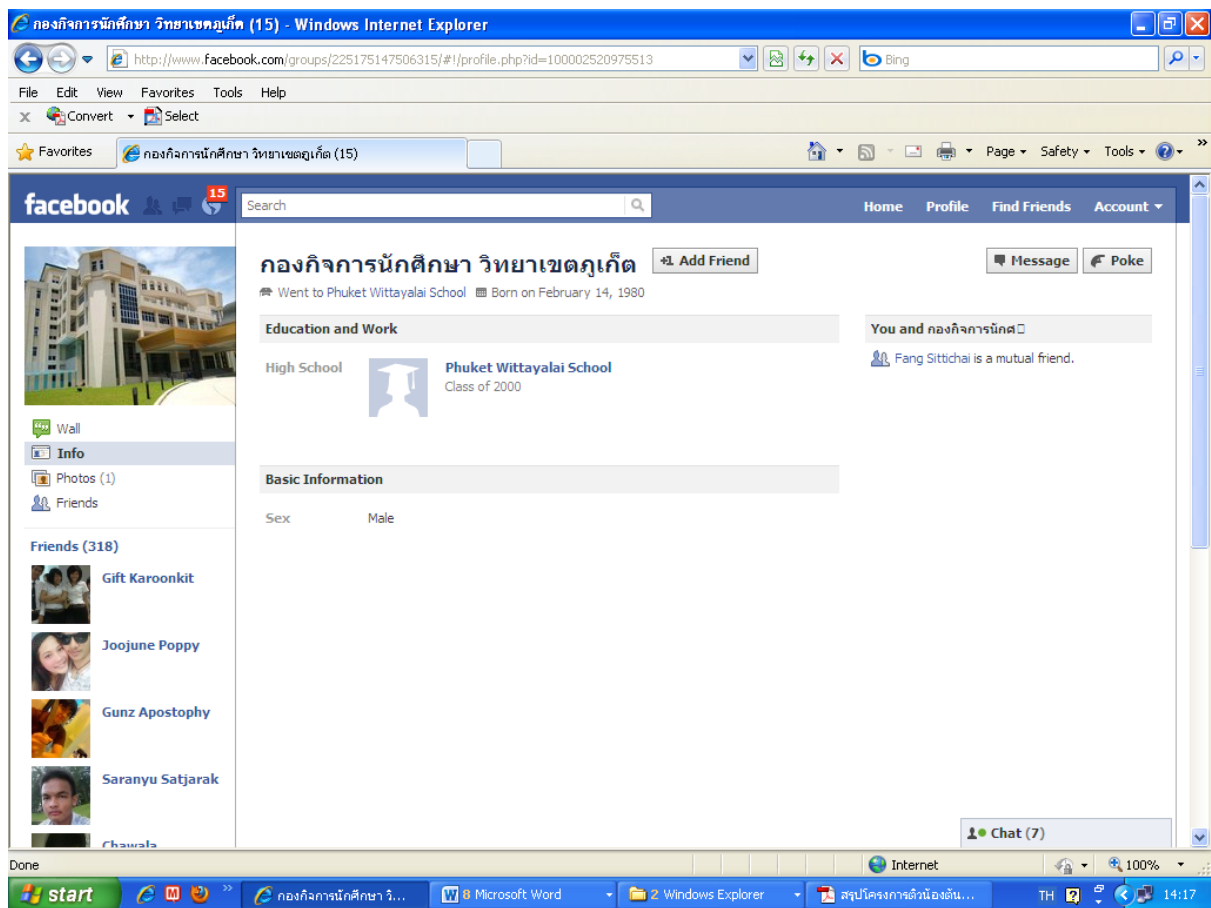 กองกิจการนักศึกษา วิทยาเขตภูเก็ต (15) - Windows Internet Explorer
http://www.facebook.com/groups/225175147506315/#!/profile.php?id=100002520975513
Bing
File Edit View Favorites Tools Help
x Convert Select
Favorites กองกิจการนักศึกษา วิทยาเขตภูเก็ต (15) Page Safety Tools
facebook 15 Search Home Profile Find Friends Account
กองกิจการนักศึกษา วิทยาเขตภูเก็ต +1 Add Friend Message Poke
Went to Phuket Wittayalai School Born on February 14, 1980
Education and Work
You and กองกิจการนักศ
High School Phuket Wittayalai School
Class of 2000
Fang Sittichai is a mutual friend.
Wall
Info
Photos (1)
Friends
Basic Information
Sex Male
Friends (318)
Gift Karoonkit
Joojune Poppy
Gunz Apostophy
Saranyu Satjarak
Chawala
Chat (7)
Done Internet 100%
start กองกิจการนักศึกษา วิ... 8 Microsoft Word 2 Windows Explorer สรุปโครงการติวน้องต้น... TH 14:17